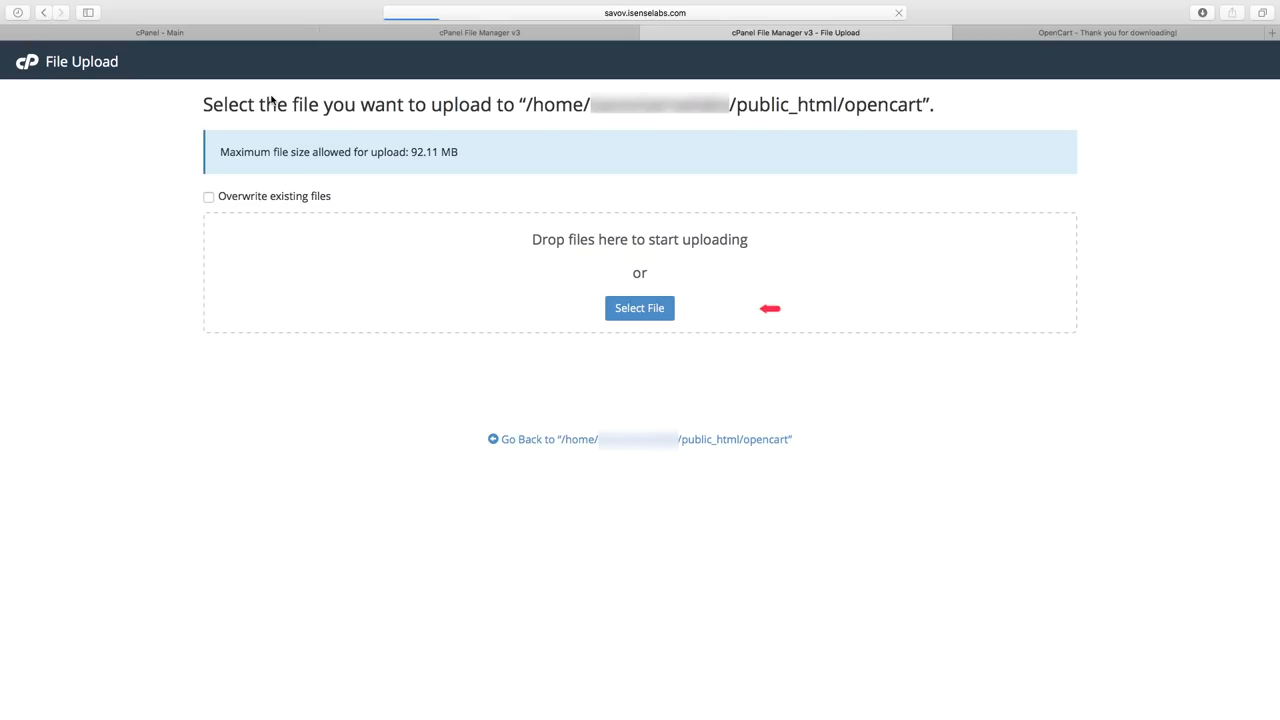 savov.isenselabs.com
cPanel - Main
cPanel File Manager v3
cPanel File Manager v3 - File Upload
OpenCart - Thank you for downloading!
cP File Upload
Select the file you want to upload to “/home/ /public_html/opencart”.
Maximum file size allowed for upload: 92.11 MB
Overwrite existing files
Drop files here to start uploading
or
Select File
Go Back to “/home/ /public_html/opencart”